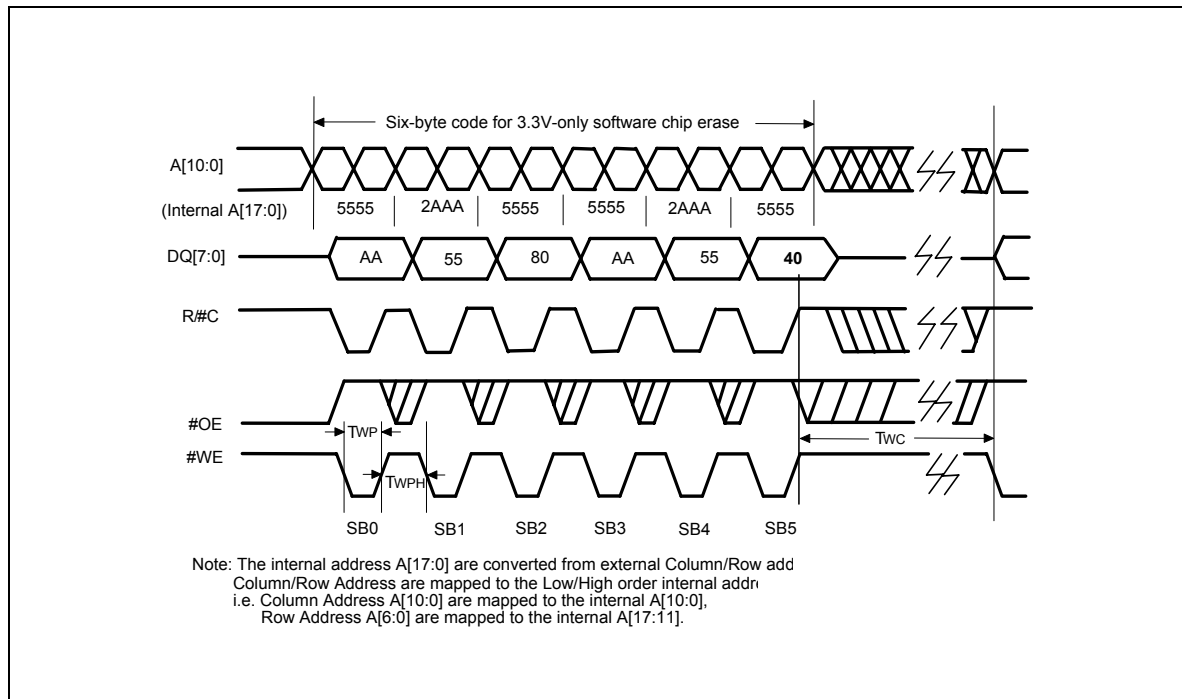 Six-byte code for 3.3V-only software chip erase
A[10:0]
(Internal A[17:0])
5555 2AAA 5555 5555 2AAA 5555
DQ[7:0]
AA 55 80 AA 55 40
R/#C
#OE
TWP
TWC
#WE
TWPH
SB0 SB1 SB2 SB3 SB4 SB5
Note: The internal address A[17:0] are converted from external Column/Row add
Column/Row Address are mapped to the Low/High order internal addre
i.e. Column Address A[10:0] are mapped to the internal A[10:0],
Row Address A[6:0] are mapped to the internal A[17:11].